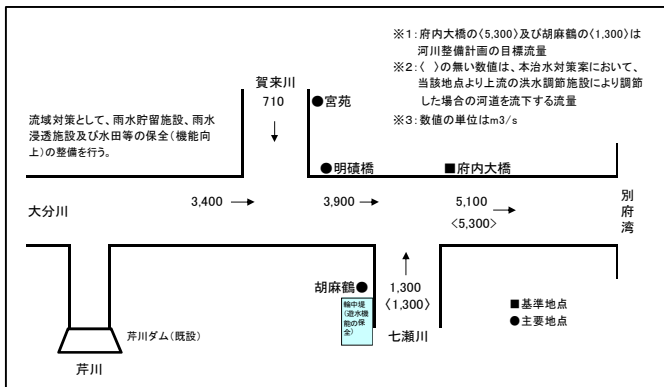 ※1：府内大橋の〈5,300〉及び胡麻鶴の〈1,300〉は
河川整備計画の目標流量
※2：〈　〉の無い数値は、本治水対策案において、
当該地点より上流の洪水調節施設により調節
した場合の河道を流下する流量
※3：数値の単位はm3/s
賀来川
710
●宮苑
流域対策として、雨水貯留施設、雨水
浸透施設及び水田等の保全（機能向
上）の整備を行う。
●明磧橋
■府内大橋
大分川
3,400
3,900
5,100
〈5,300〉
別府湾
胡麻鶴●
1,300
〈1,300〉
輪中堤
（遊水機
能の保
全）
七瀬川
■基準地点
●主要地点
芹川ダム（既設）
芹川